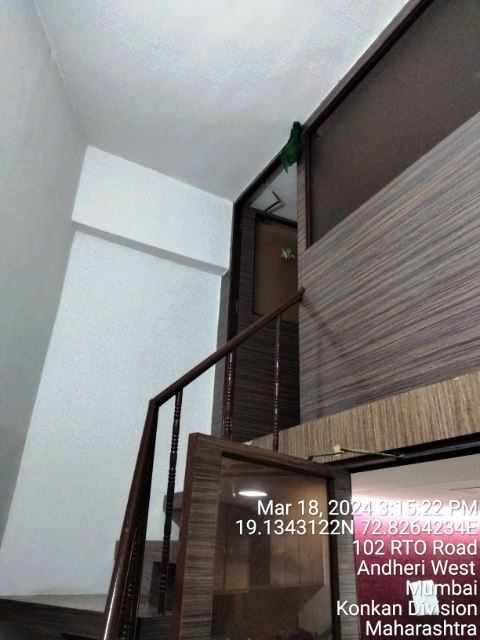 Mar 18, 2024 3:15:22 PM
19.1343122N 72.8264234E
102 RTO Road
Andheri West
Mumbai
Konkan Division
Maharashtra